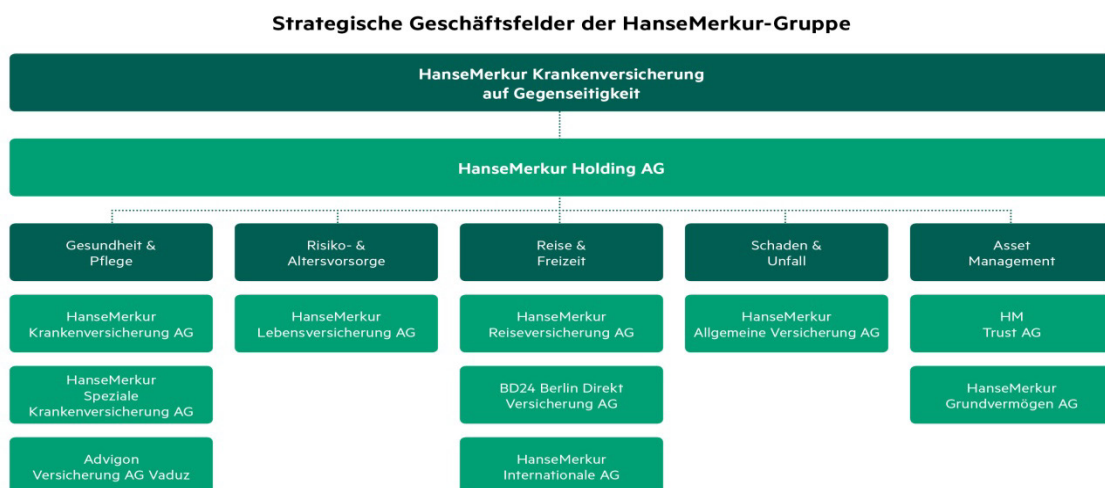 Strategische Geschäftsfelder der HanseMerkur-Gruppe
HanseMerkur Krankenversicherung
auf Gegenseitigkeit
HanseMerkur Holding AG
Gesundheit &
Pflege
Risiko- &
Altersvorsorge
Reise &
Freizeit
Schaden &
Unfall
Asset
Management
HanseMerkur
Krankenversicherung AG
HanseMerkur
Lebensversicherung AG
HanseMerkur
Reiseversicherung AG
HanseMerkur
Allgemeine Versicherung AG
HM
Trust AG
HanseMerkur
Speziale
Krankenversicherung AG
BD24 Berlin Direkt
Versicherung AG
HanseMerkur
Grundvermögen AG
Advigon
Versicherung AG Vaduz
HanseMerkur
Internationale AG